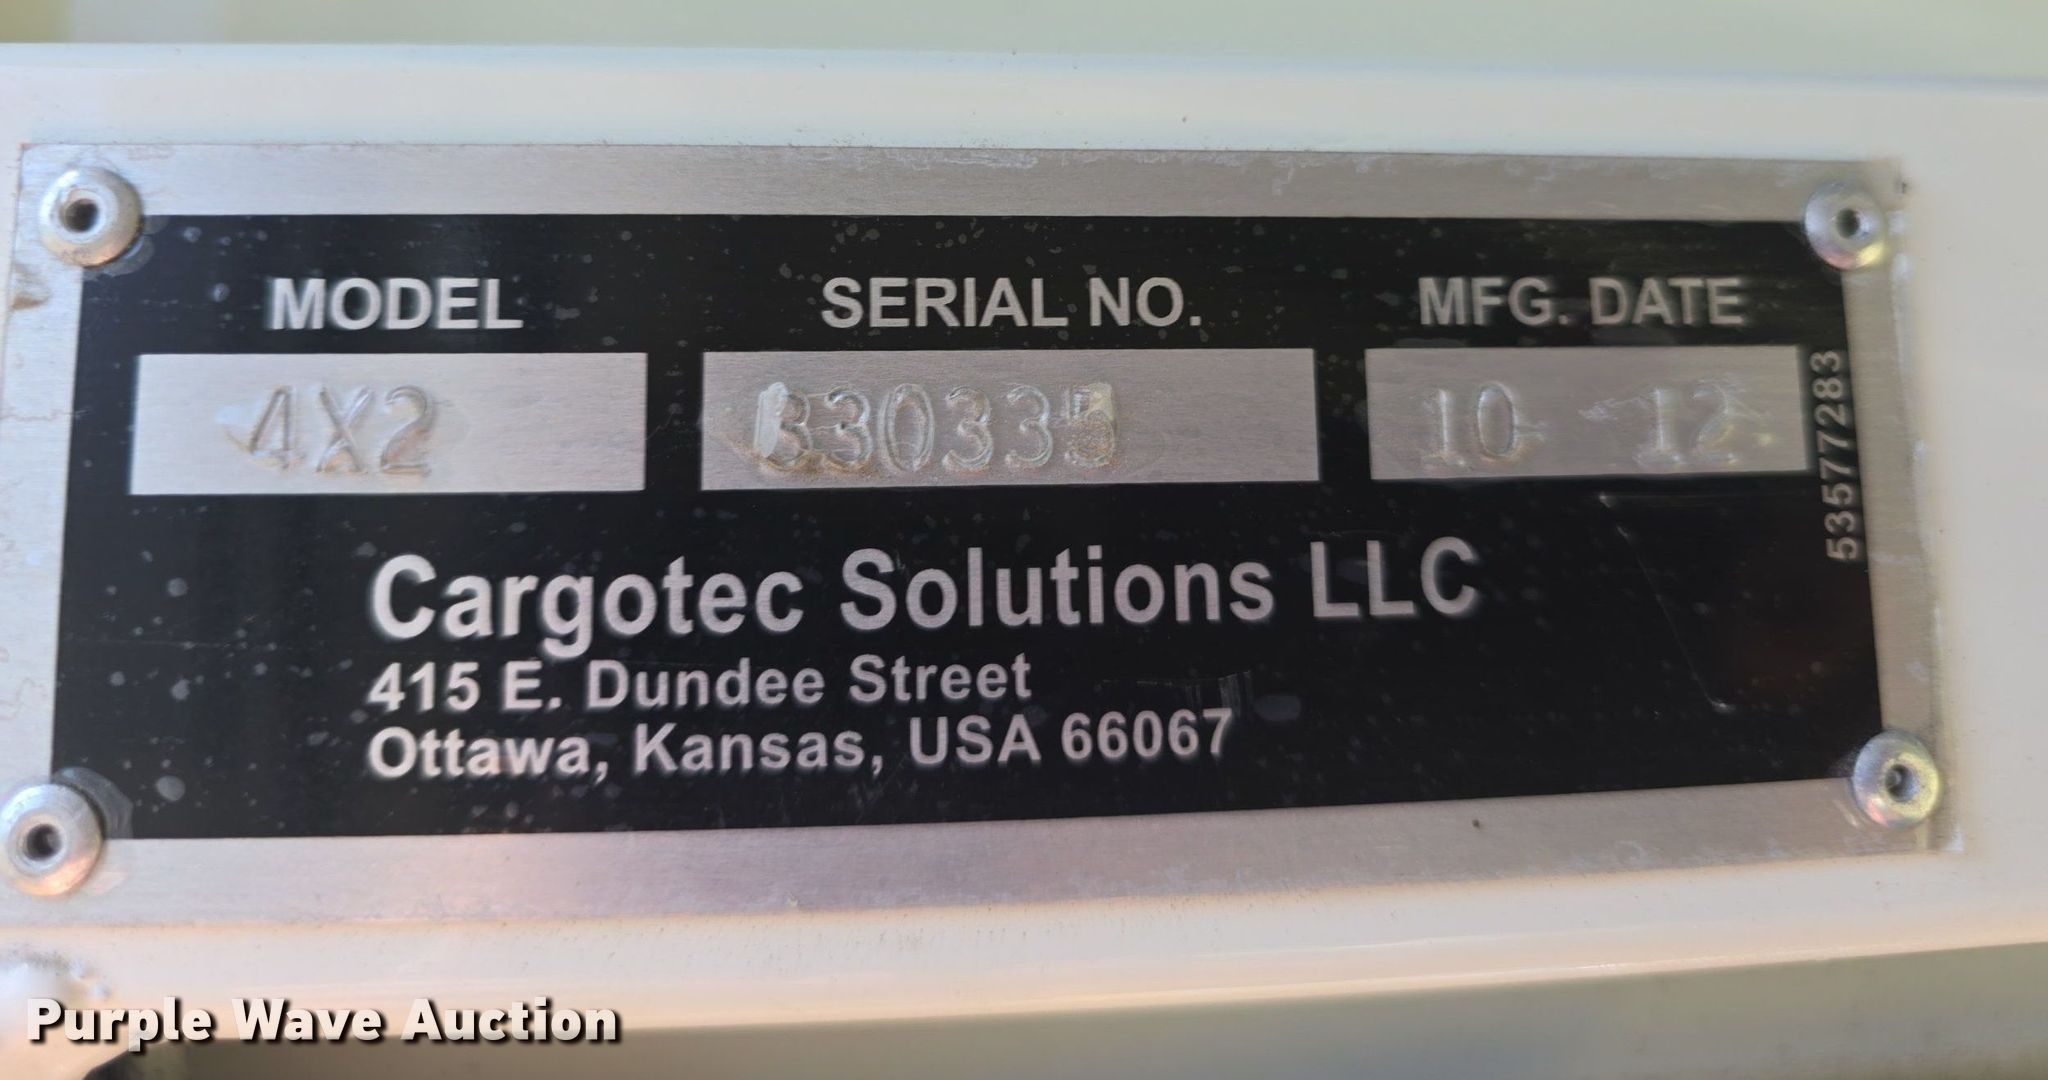 MODEL SERIAL NO. MFG. DATE
4X2 330335 10 12
53577283
Cargotec Solutions LLC
415 E. Dundee Street
Ottawa, Kansas, USA 66067
Purple Wave Auction